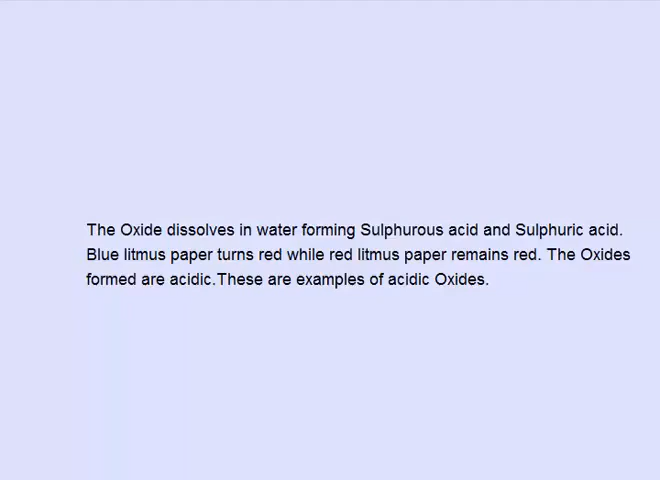 The Oxide dissolves in water forming Sulphurous acid and Sulphuric acid.
Blue litmus paper turns red while red litmus paper remains red. The Oxides
formed are acidic.These are examples of acidic Oxides.